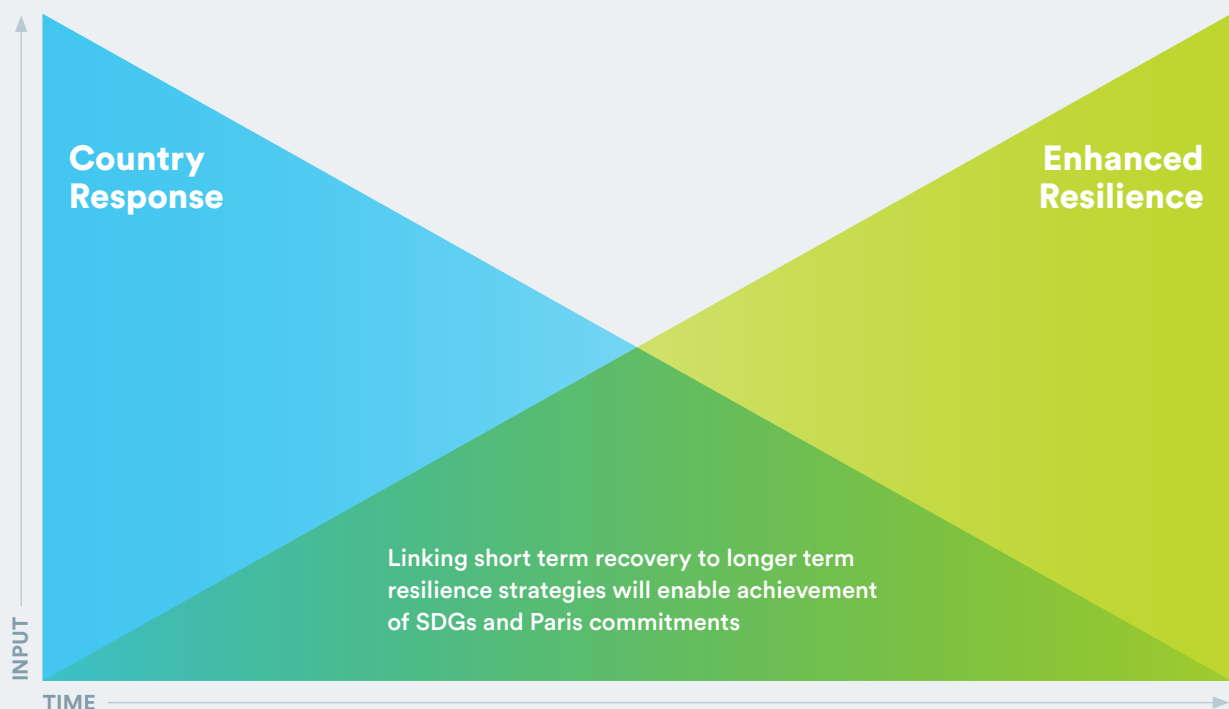 Country
Response
Enhanced
Resilience
Linking short term recovery to longer term
resilience strategies will enable achievement
of SDGs and Paris commitments
INPUT
TIME